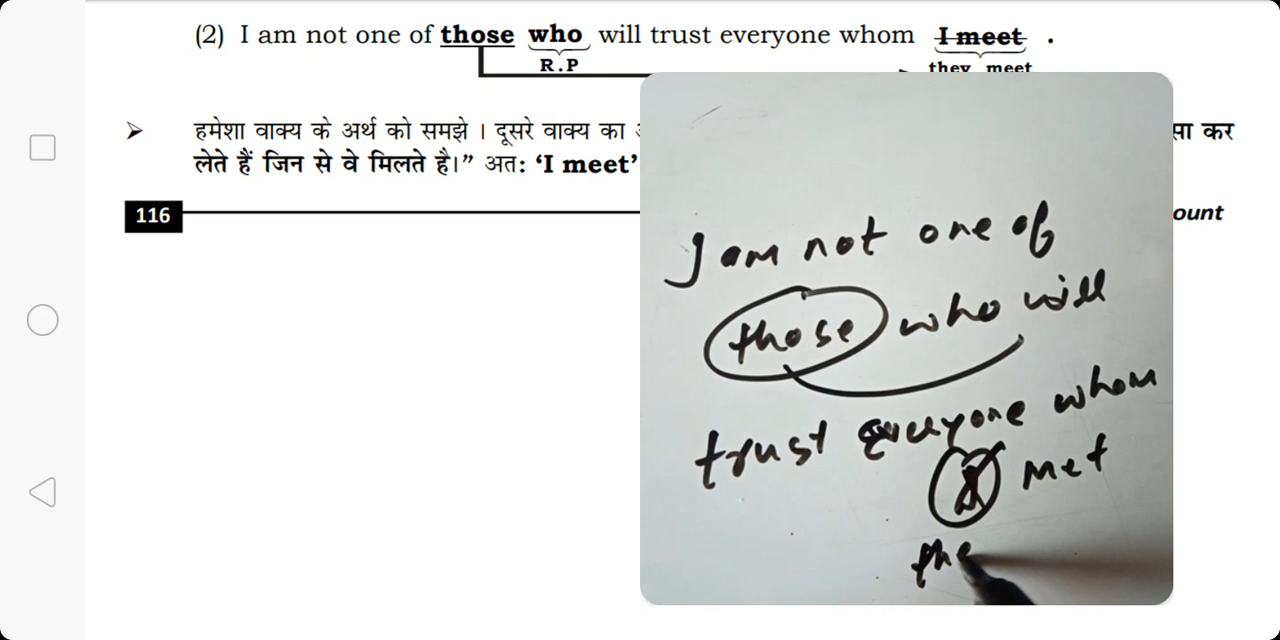 (2) I am not one of those who will trust everyone whom I meet .
R.P
they meet
हमेशा वाक्य के अर्थ को समझे । दूसरे वाक्य का
सा कर
लेते हैं जिन से वे मिलते है।” अत: ‘I meet’
116
ount
I am not one of
those who will
trust everyone whom
I met
the